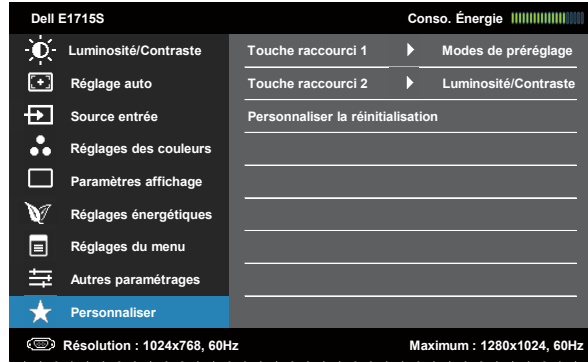 Dell E1715S Conso. Énergie
Luminosité/Contraste Touche raccourci 1 Modes de préréglage
Réglage auto Touche raccourci 2 Luminosité/Contraste
Source entrée Personnaliser la réinitialisation
Réglages des couleurs
Paramètres affichage
Réglages énergétiques
Réglages du menu
Autres paramétrages
Personnaliser
Résolution : 1024x768, 60Hz Maximum : 1280x1024, 60Hz